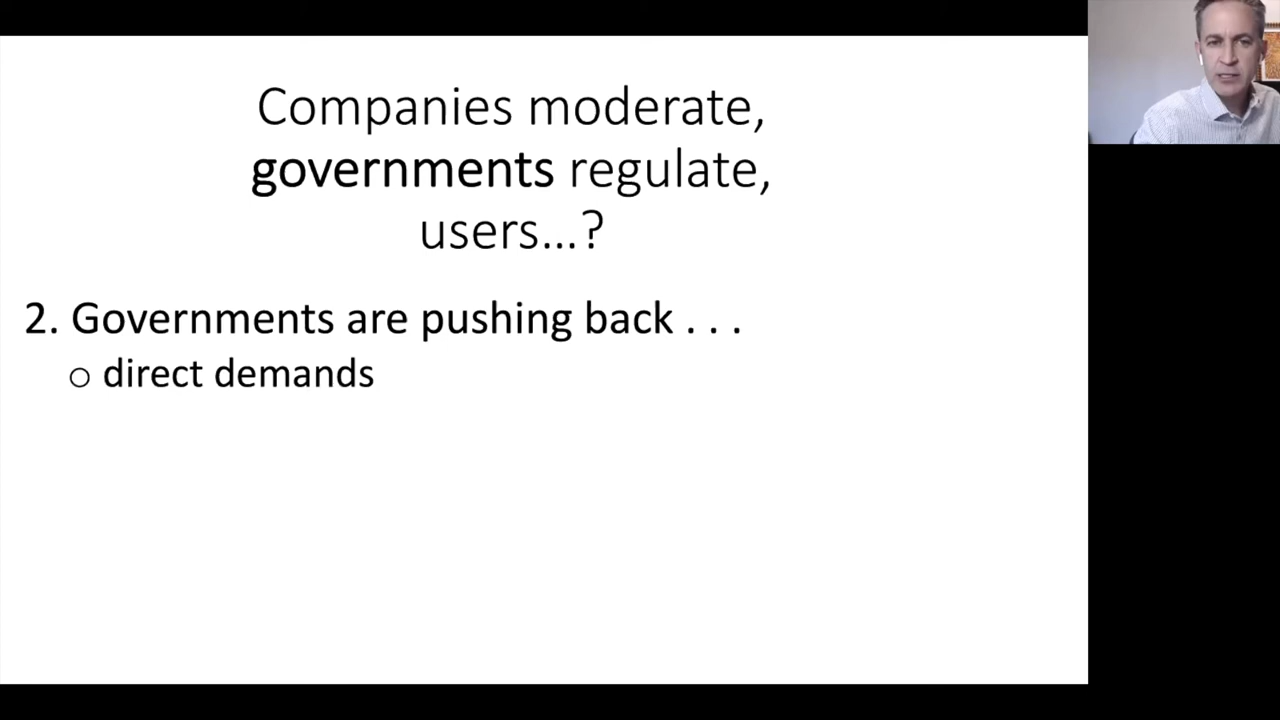 Companies moderate,
governments regulate,
users...?
2. Governments are pushing back . . .
o direct demands